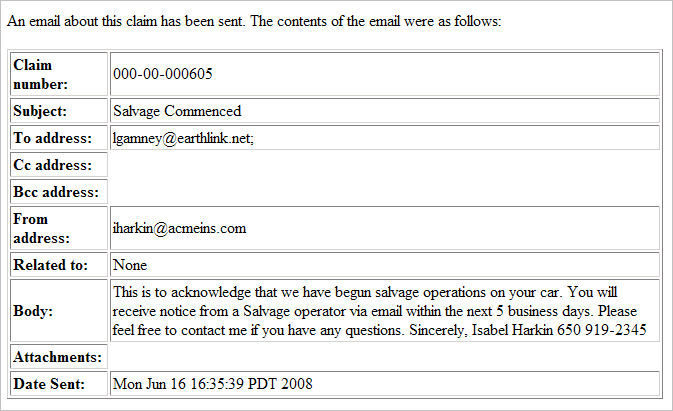 An email about this claim has been sent. The contents of the email were as follows:
Claim
number:
000-00-000605
Subject: Salvage Commenced
To address: lgamney@earthlink.net;
Cc address:
Bcc address:
From
address:
iharkin@acmeins.com
Related to: None
Body:
This is to acknowledge that we have begun salvage operations on your car. You will
receive notice from a Salvage operator via email within the next 5 business days. Please
feel free to contact me if you have any questions. Sincerely, Isabel Harkin 650 919-2345
Attachments:
Date Sent: Mon Jun 16 16:35:39 PDT 2008